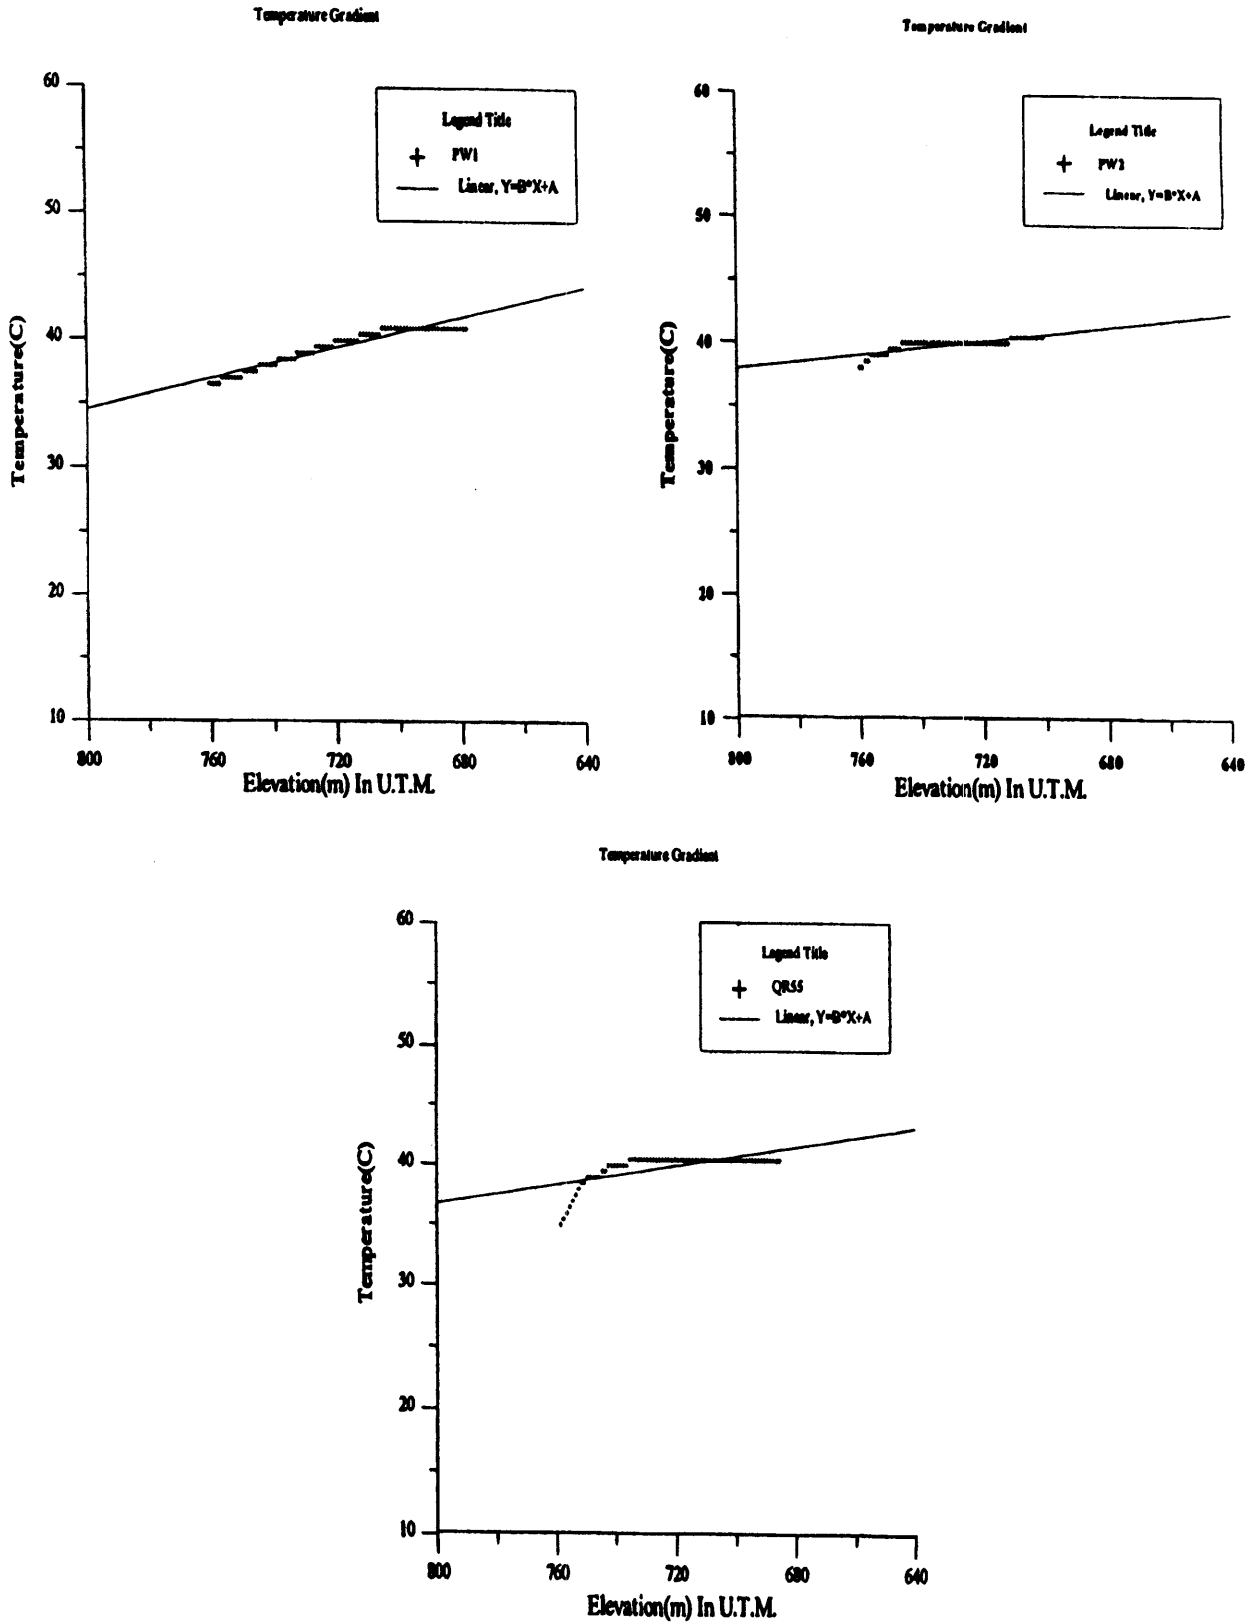 Temperature Gradient
60
50
40
30
20
10
Temperature(C)
Legend Title
PW1
Linear, Y=B*X+A
800
760
720
680
640
Elevation(m) In U.T.M.
Temperature Gradient
60
50
40
30
20
10
Temperature(C)
Legend Title
PW2
Linear, Y=B*X+A
800
760
720
680
640
Elevation(m) In U.T.M.
Temperature Gradient
60
50
40
30
20
10
Temperature(C)
Legend Title
QR55
Linear, Y=B*X+A
800
760
720
680
640
Elevation(m) In U.T.M.